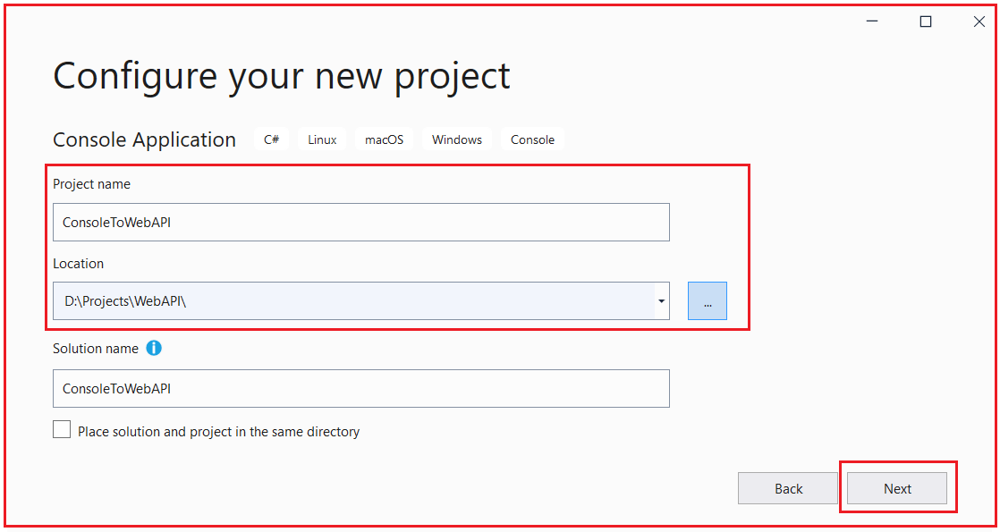 Configure your new project
Console Application C# Linux macOS Windows Console
Project name
ConsoleToWebAPI
Location
D:\Projects\WebAPI\
...
Solution name
ConsoleToWebAPI
Place solution and project in the same directory
Back Next